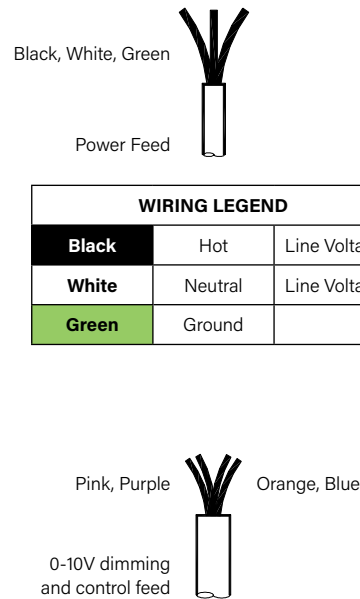 Black, White, Green
Power Feed
WIRING LEGEND
Black Hot Line Volta
White Neutral Line Volta
Green Ground
Pink, Purple Orange, Blue
0-10V dimming
and control feed